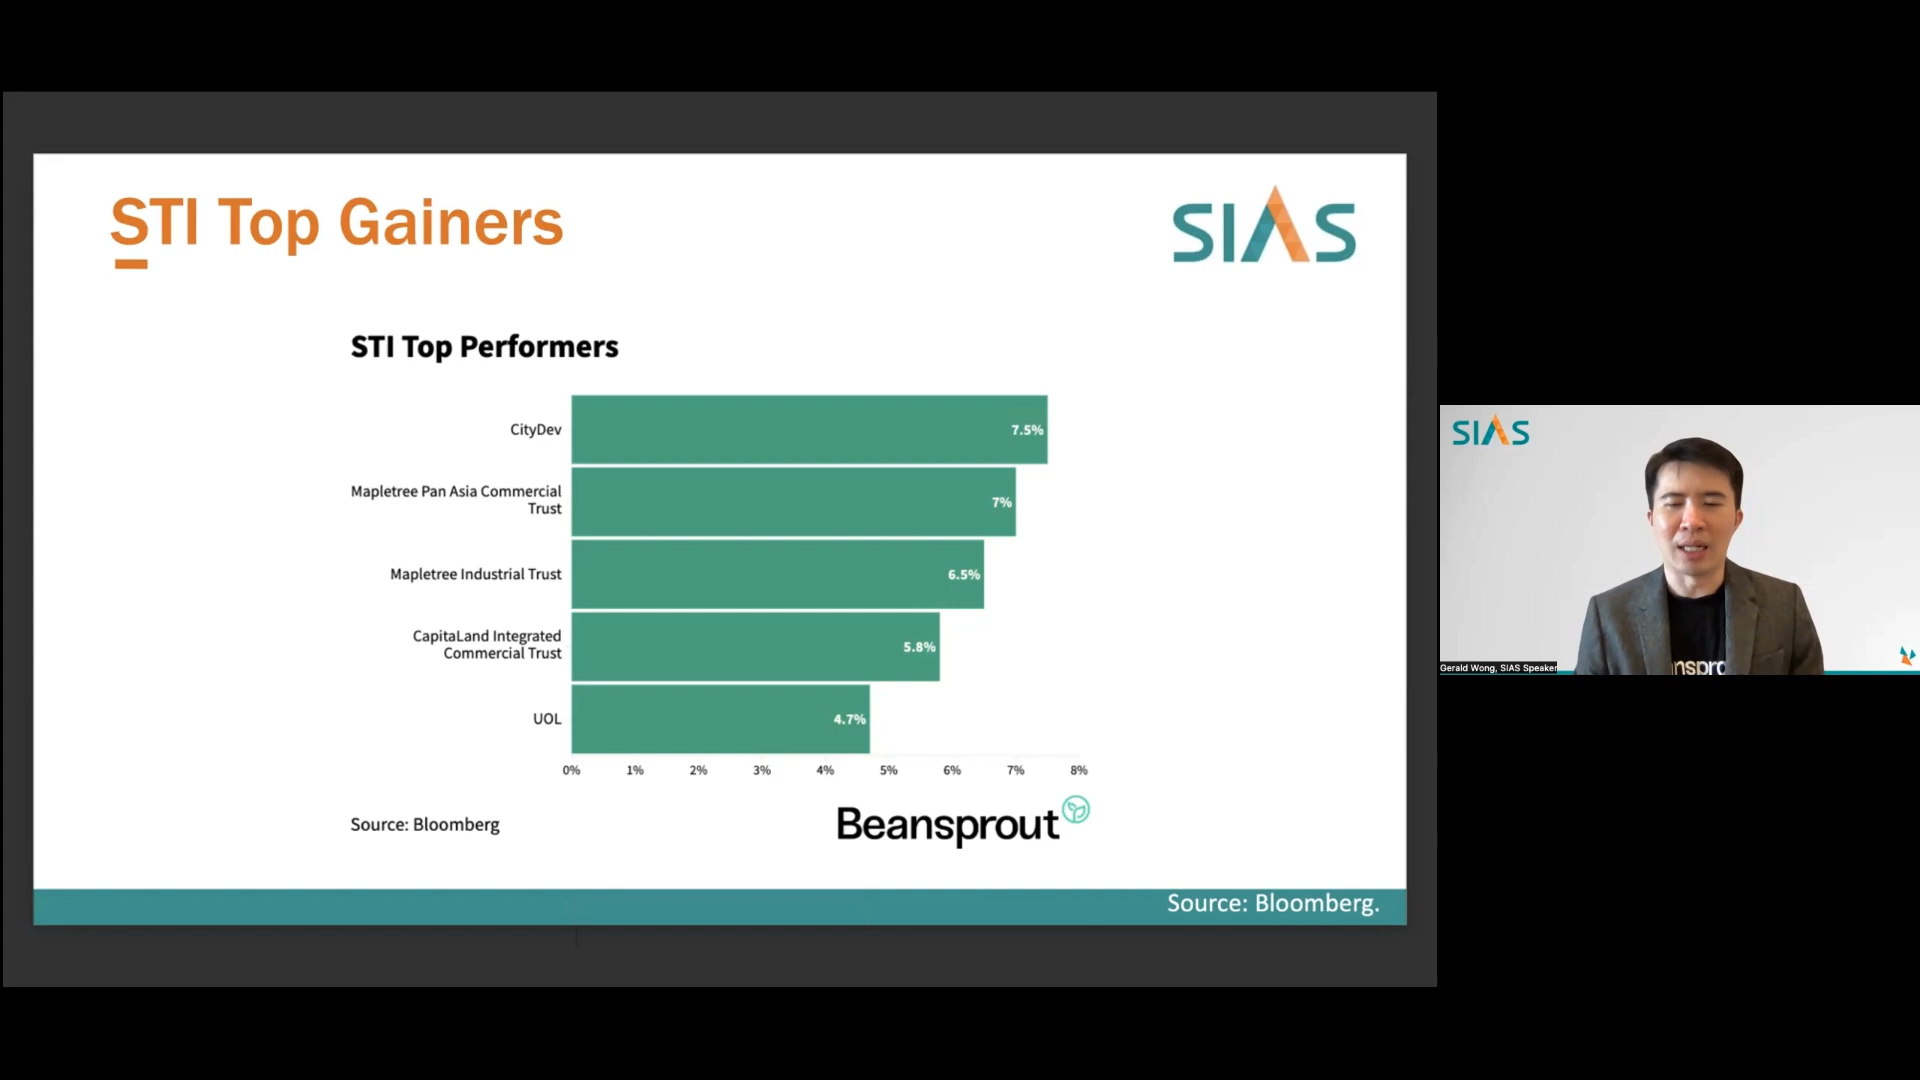 STI Top Gainers
SIAS
STI Top Performers
CityDev
7.5%
Mapletree Pan Asia Commercial
Trust
7%
Mapletree Industrial Trust
6.5%
CapitaLand Integrated
Commercial Trust
5.8%
UOL
4.7%
0% 1% 2% 3% 4% 5% 6% 7% 8%
Source: Bloomberg
Beansprout
Source: Bloomberg.
SIAS
Gerald Wong, SIAS Speaker